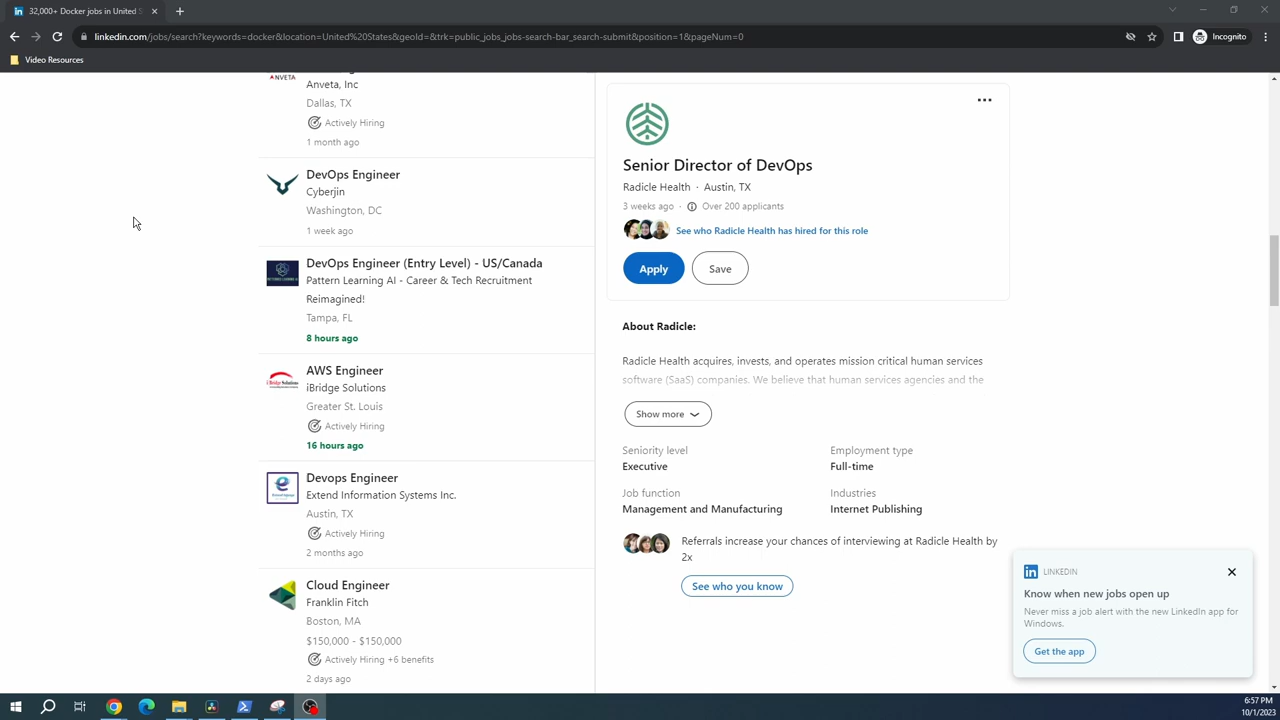 32,000+ Docker jobs in United S
linkedin.com/jobs/search?keywords=docker&location=United%20States&geoId=&trk=public_jobs_jobs-search-bar_search-submit&position=1&pageNum=0
Incognito
Video Resources
ANVETA
Anveta, Inc
Dallas, TX
Actively Hiring
1 month ago
DevOps Engineer
Cyberjin
Washington, DC
1 week ago
DevOps Engineer (Entry Level) - US/Canada
Pattern Learning AI - Career & Tech Recruitment
Reimagined!
Tampa, FL
8 hours ago
AWS Engineer
iBridge Solutions
Greater St. Louis
Actively Hiring
16 hours ago
Devops Engineer
Extend Information Systems Inc.
Austin, TX
Actively Hiring
2 months ago
Cloud Engineer
Franklin Fitch
Boston, MA
$150,000 - $150,000
Actively Hiring +6 benefits
2 days ago
Senior Director of DevOps
Radicle Health · Austin, TX
3 weeks ago · Over 200 applicants
See who Radicle Health has hired for this role
Apply
Save
About Radicle:
Radicle Health acquires, invests, and operates mission critical human services
software (SaaS) companies. We believe that human services agencies and the
Show more
Seniority level
Executive
Employment type
Full-time
Job function
Management and Manufacturing
Industries
Internet Publishing
Referrals increase your chances of interviewing at Radicle Health by
2x
See who you know
LINKEDIN
Know when new jobs open up
Never miss a job alert with the new LinkedIn app for
Windows.
Get the app
6:57 PM
10/1/2023